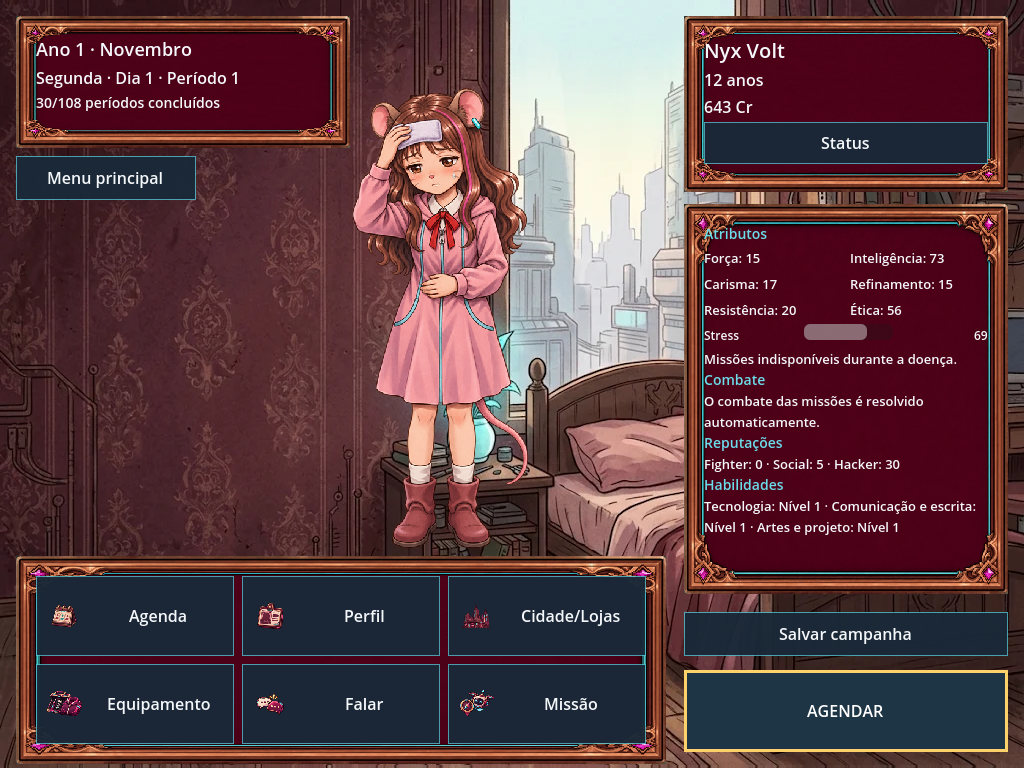 Ano 1 · Novembro
Segunda · Dia 1 · Período 1
30/108 períodos concluídos
Menu principal
Nyx Volt
12 anos
643 Cr
Status
Atributos
Força: 15 Inteligência: 73
Carisma: 17 Refinamento: 15
Resistência: 20 Ética: 56
Stress 69
Missões indisponíveis durante a doença.
Combate
O combate das missões é resolvido
automaticamente.
Reputações
Fighter: 0 · Social: 5 · Hacker: 30
Habilidades
Tecnologia: Nível 1 · Comunicação e escrita:
Nível 1 · Artes e projeto: Nível 1
Agenda
Perfil
Cidade/Lojas
Equipamento
Falar
Missão
Salvar campanha
AGENDAR